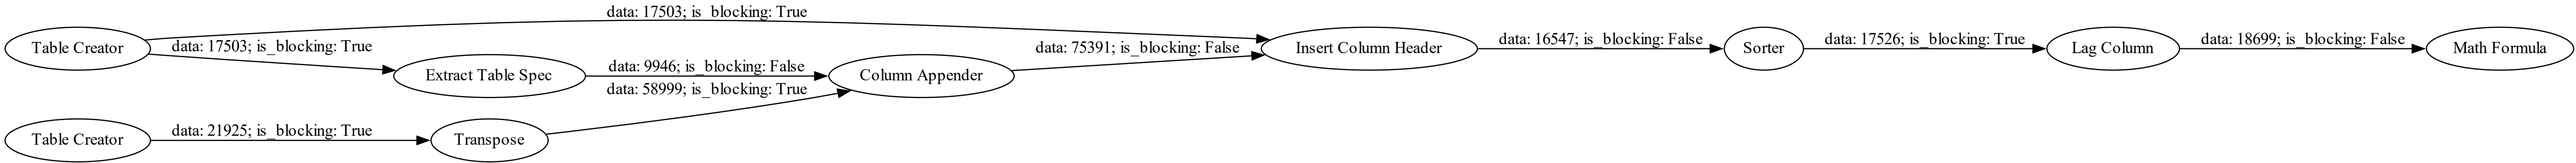 data: 17503; is_blocking: True
Table Creator
data: 17503; is_blocking: True
Extract Table Spec
data: 9946; is_blocking: False
data: 58999; is_blocking: True
Column Appender
data: 75391; is_blocking: False
Insert Column Header
data: 16547; is_blocking: False
Sorter
data: 17526; is_blocking: True
Lag Column
data: 18699; is_blocking: False
Math Formula
Table Creator
data: 21925; is_blocking: True
Transpose